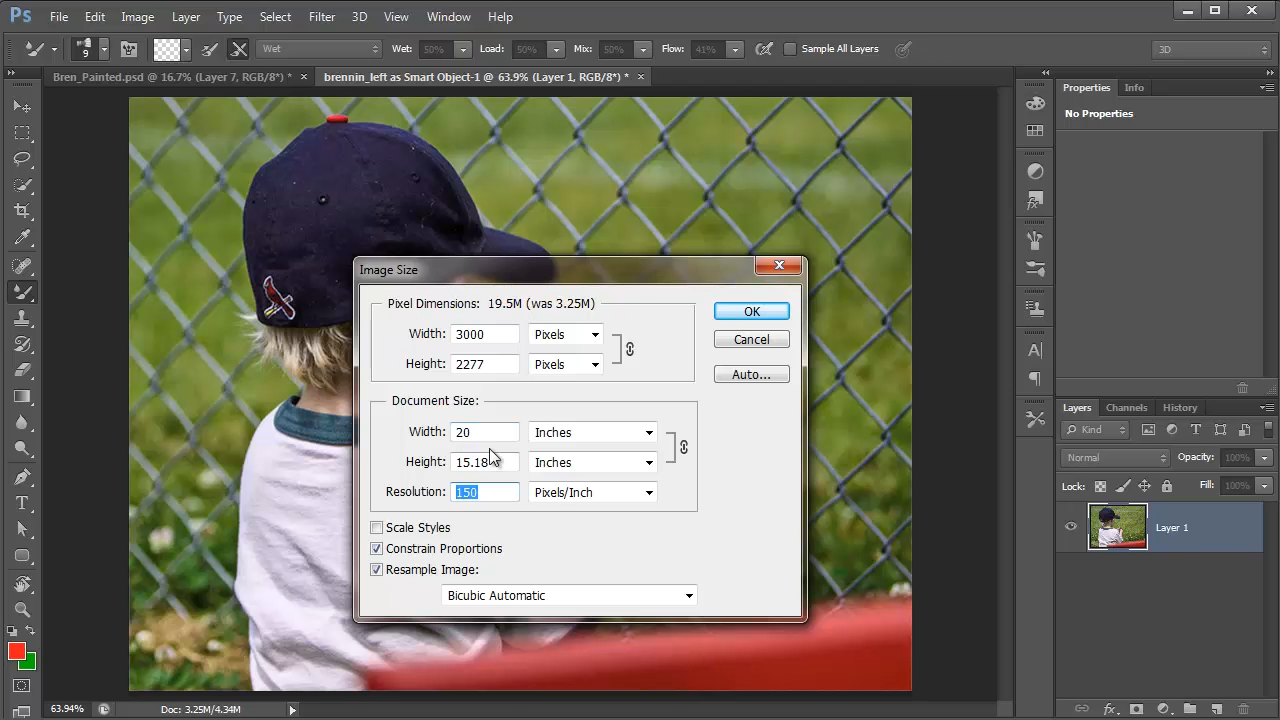 Ps File Edit Image Layer Type Select Filter 3D View Window Help
9 Wet Wet: 50% Load: 50% Mix: 50% Flow: 41% Sample All Layers 3D
Bren_Painted.psd @ 16.7% (Layer 7, RGB/8*) * × brennin_left as Smart Object-1 @ 63.9% (Layer 1, RGB/8*) * ×
Properties Info
No Properties
Image Size
Pixel Dimensions: 19.5M (was 3.25M)
Width: 3000 Pixels
Height: 2277 Pixels
OK
Cancel
Auto...
Document Size:
Width: 20 Inches
Height: 15.18 Inches
Resolution: 150 Pixels/Inch
Scale Styles
Constrain Proportions
Resample Image:
Bicubic Automatic
Layers Channels History
Kind
Normal Opacity: 100%
Lock: Fill: 100%
Layer 1
63.94% Doc: 3.25M/4.34M